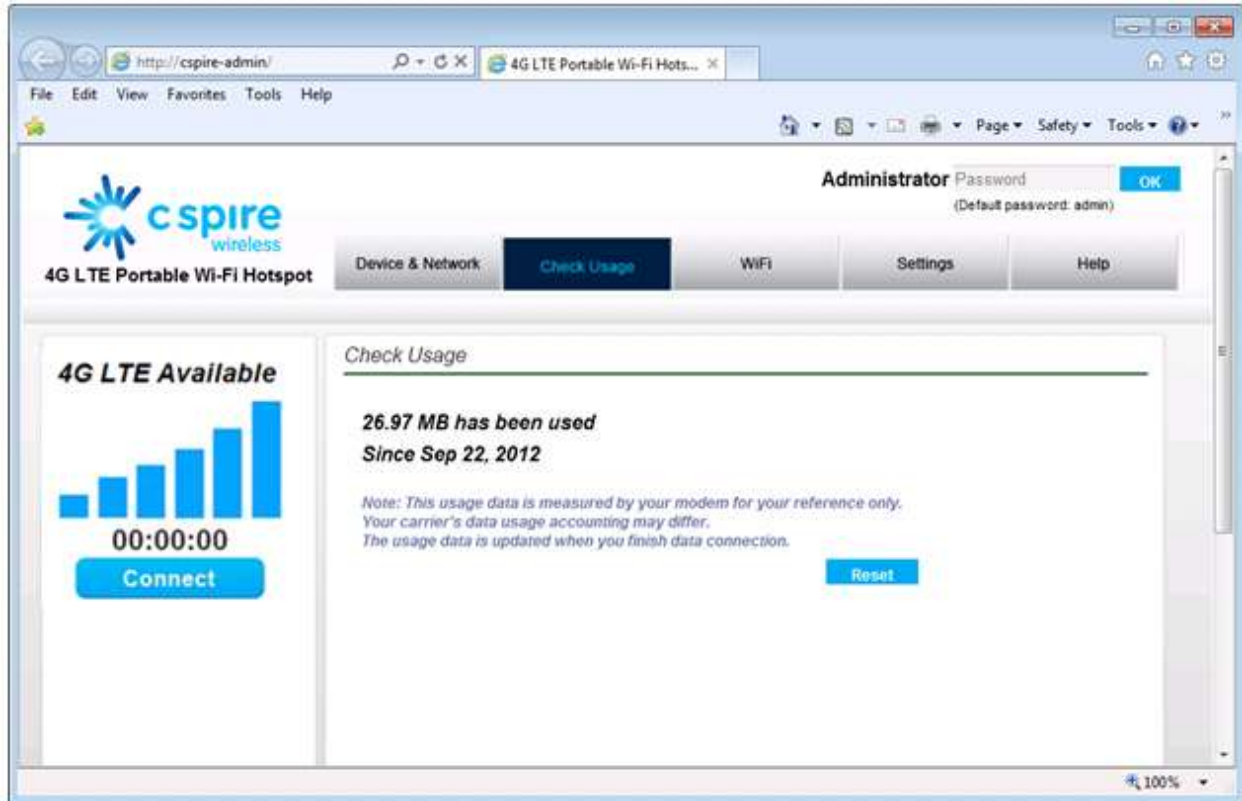 http://cspire-admin/
4G LTE Portable Wi-Fi Hots...
File Edit View Favorites Tools Help
Page Safety Tools
Administrator Password OK
(Default password: admin)
c spire
wireless
4G LTE Portable Wi-Fi Hotspot
Device & Network Check Usage WiFi Settings Help
4G LTE Available
00:00:00
Connect
Check Usage
26.97 MB has been used
Since Sep 22, 2012
Note: This usage data is measured by your modem for your reference only.
Your carrier's data usage accounting may differ.
The usage data is updated when you finish data connection.
Reset
100%